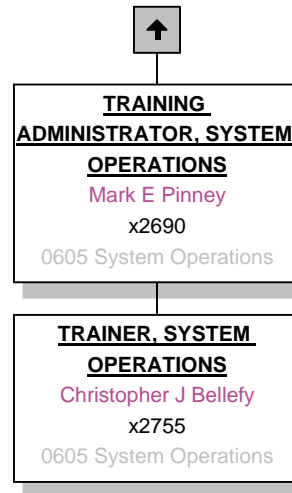 TRAINING
ADMINISTRATOR, SYSTEM
OPERATIONS
Mark E Pinney
x2690
0605 System Operations
TRAINER, SYSTEM
OPERATIONS
Christopher J Bellefy
x2755
0605 System Operations